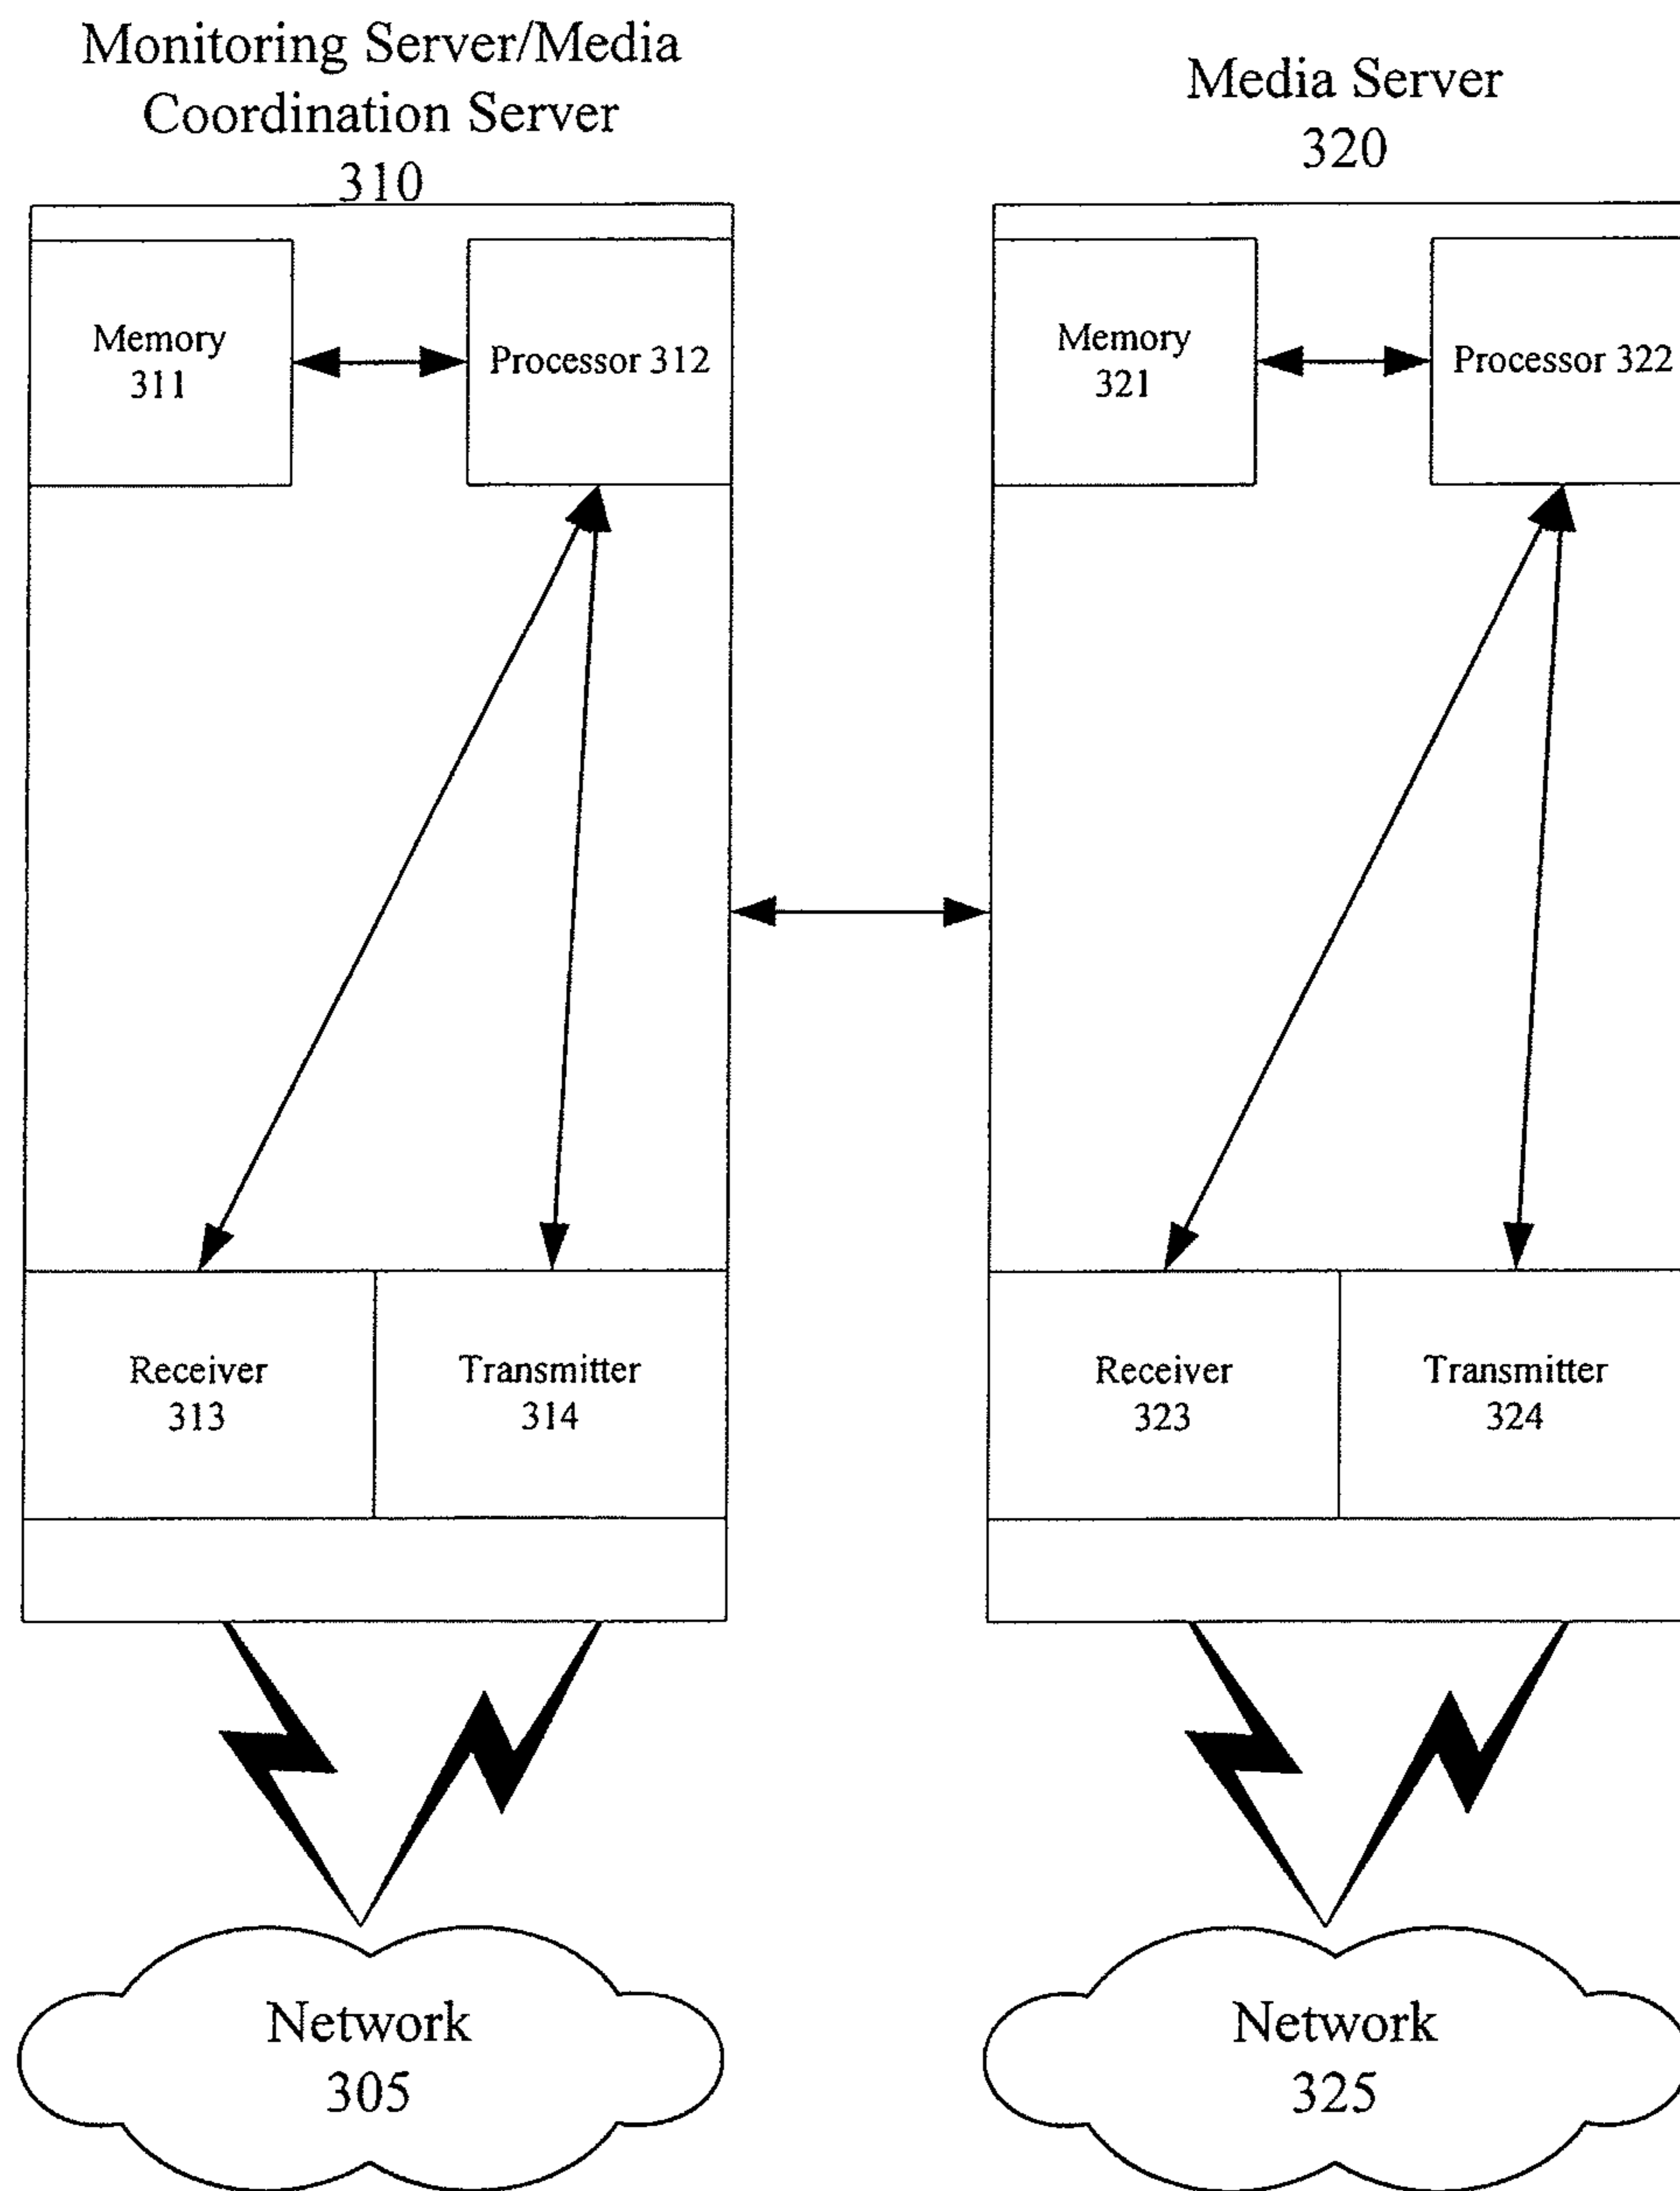 Monitoring Server/Media
Coordination Server
310
Media Server
320
Memory
311
Processor 312
Memory
321
Processor 322
Receiver
313
Transmitter
314
Receiver
323
Transmitter
324
Network
305
Network
325